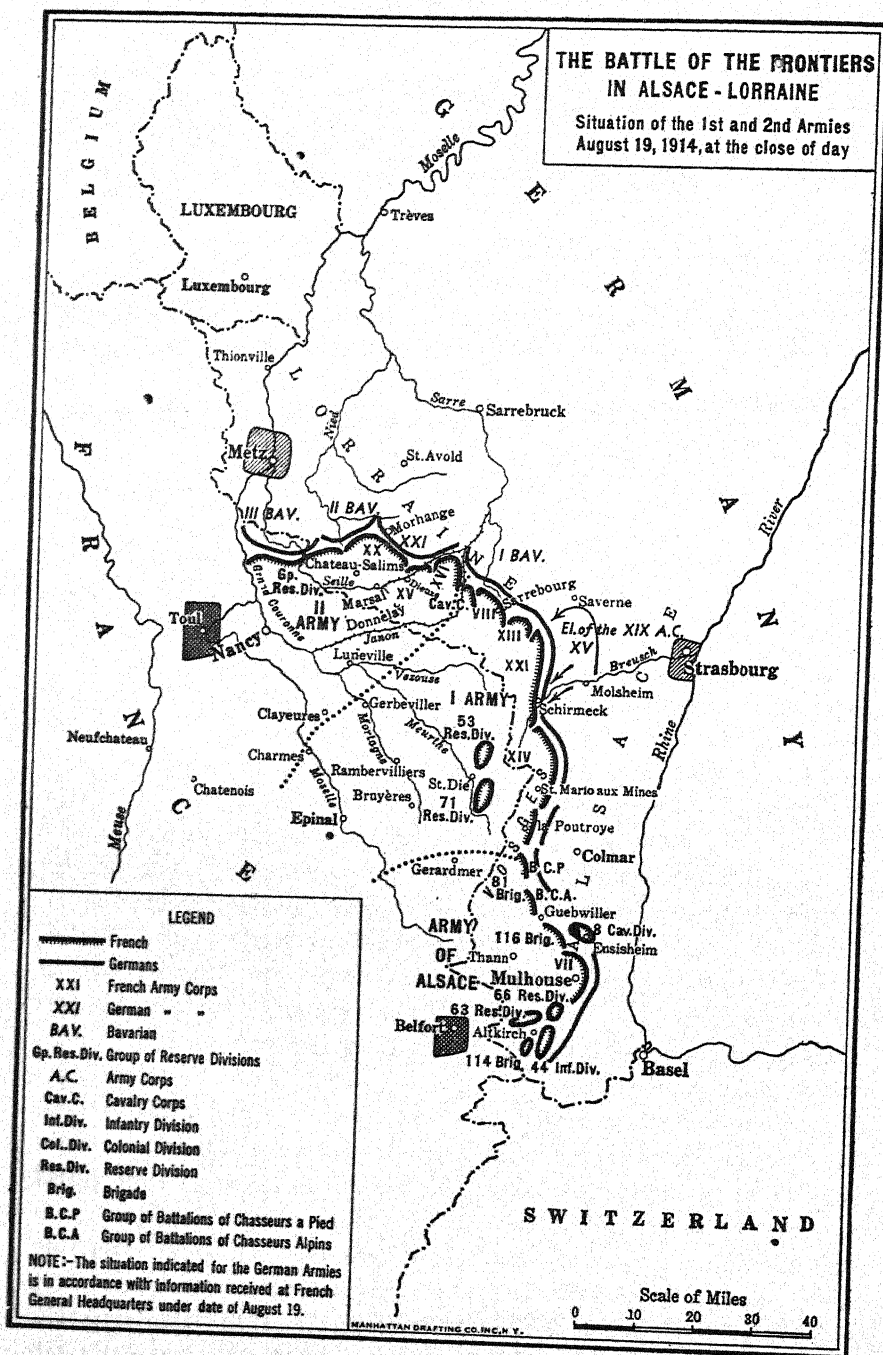 THE BATTLE OF THE FRONTIERS
IN ALSACE - LORRAINE
Situation of the 1st and 2nd Armies
August 19, 1914, at the close of day
BELGIUM
LUXEMBOURG
Luxembourg
GERMANY
Moselle
Trèves
Thionville
LORRAINE
Nied
Sarre
Sarrebruck
Metz
St. Avold
FRANCE
III BAV.
II BAV.
Morhange
XXI
I BAV.
XX
Chateau-Salins
Gp.
Res. Div.
Seille
Marsal
XV
Dieuze
XVI
Cav. C.
VIII
Sarrebourg
Saverne
II
ARMY
Donnelay
XIII
El. of the XIX A.C.
XV
Toul
Nancy
Janon
Luneville
Vezouse
XXI
Breusch
Strasbourg
Molsheim
Schirmeck
I ARMY
River
Rhine
ALSACE
Clayeures
Gerbeviller
53
Res. Div.
Meurthe
Mortagne
XIV
Neufchateau
Charmes
Moselle
Rambervilliers
St. Die
71
Res. Div.
St. Mario aux Mines
Chatenois
Bruyères
Meuse
Epinal
VOSGES
la Poutroye
Colmar
Gerardmer
B.C.P
81
Brig.
B.C.A.
Guebwiller
8 Cav. Div.
Ensisheim
ARMY
OF
ALSACE
116 Brig.
Thann
VII
Mulhouse
66 Res. Div.
63 Res. Div.
Belfort
Altkirch
114 Brig.
44 Inf. Div.
Basel
SWITZERLAND
LEGEND
French
Germans
XXI French Army Corps
XXI German " "
BAV. Bavarian
Gp. Res. Div. Group of Reserve Divisions
A.C. Army Corps
Cav. C. Cavalry Corps
Inf. Div. Infantry Division
Col.. Div. Colonial Division
Res. Div. Reserve Division
Brig. Brigade
B.C.P Group of Battalions of Chasseurs a Pied
B.C.A Group of Battalions of Chasseurs Alpins
NOTE:-The situation indicated for the German Armies
is in accordance with information received at French
General Headquarters under date of August 19.
MANHATTAN DRAFTING CO. INC. N.Y.
Scale of Miles
0 10 20 40